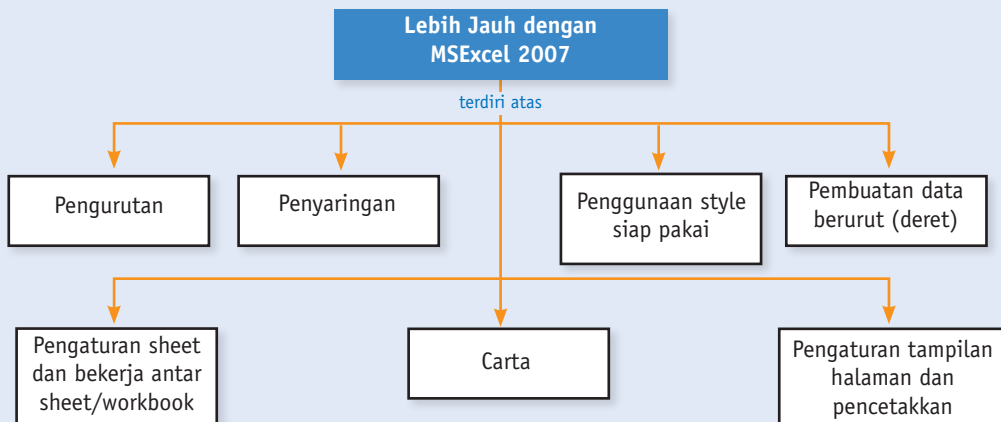 Lebih Jauh dengan
MSExcel 2007
terdiri atas
Pengurutan
Penyaringan
Penggunaan style
siap pakai
Pembuatan data
berurut (deret)
Pengaturan sheet
dan bekerja antar
sheet/workbook
Carta
Pengaturan tampilan
halaman dan
pencetakkan